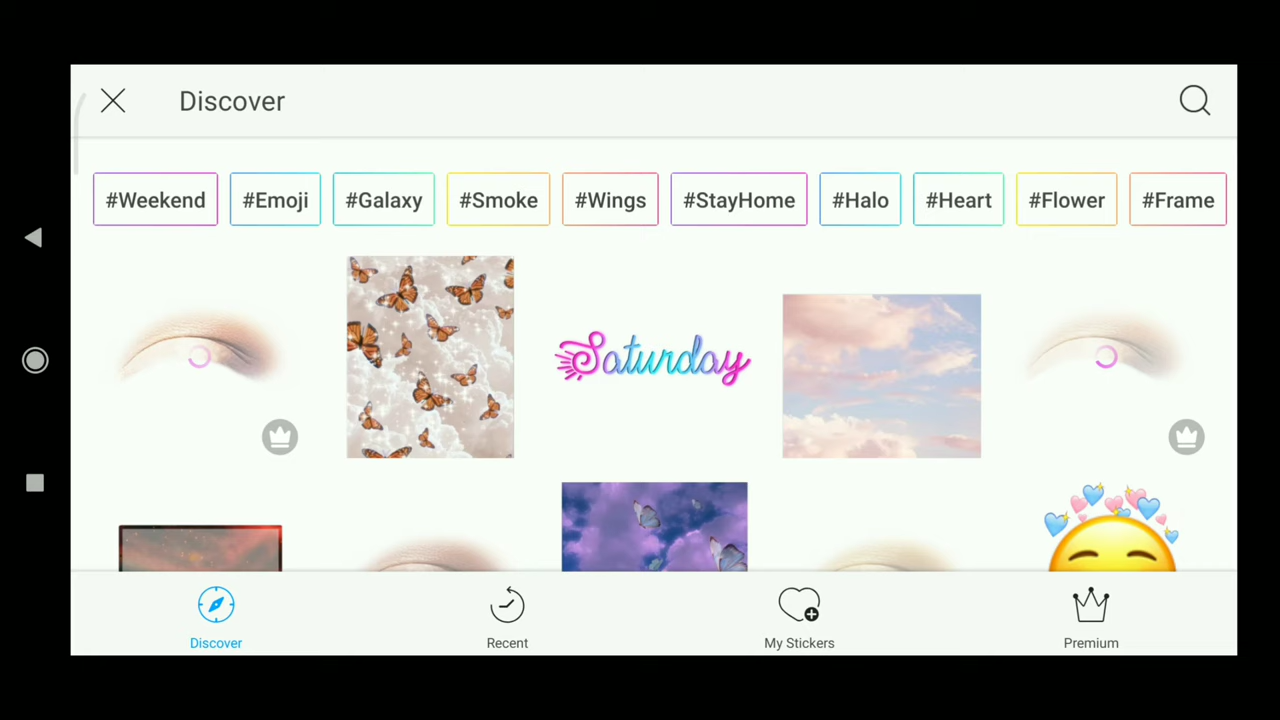 Discover
#Weekend #Emoji #Galaxy #Smoke #Wings #StayHome #Halo #Heart #Flower #Frame
Saturday
Discover Recent My Stickers Premium